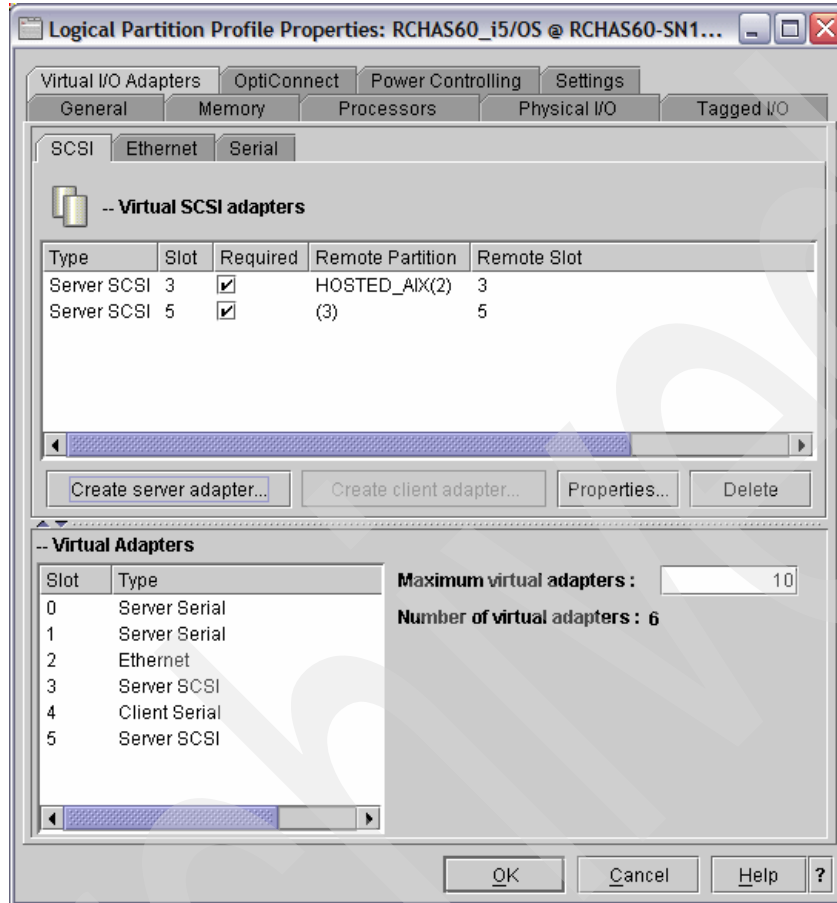 Logical Partition Profile Properties: RCHAS60_i5/OS @ RCHAS60-SN1...
Virtual I/O Adapters OptiConnect Power Controlling Settings
General Memory Processors Physical I/O Tagged I/O
SCSI Ethernet Serial
-- Virtual SCSI adapters
Type Slot Required Remote Partition Remote Slot
Server SCSI 3 HOSTED_AIX(2) 3
Server SCSI 5 (3) 5
Create server adapter... Create client adapter... Properties... Delete
-- Virtual Adapters
Slot Type
0 Server Serial
1 Server Serial
2 Ethernet
3 Server SCSI
4 Client Serial
5 Server SCSI
Maximum virtual adapters : 10
Number of virtual adapters : 6
OK Cancel Help ?